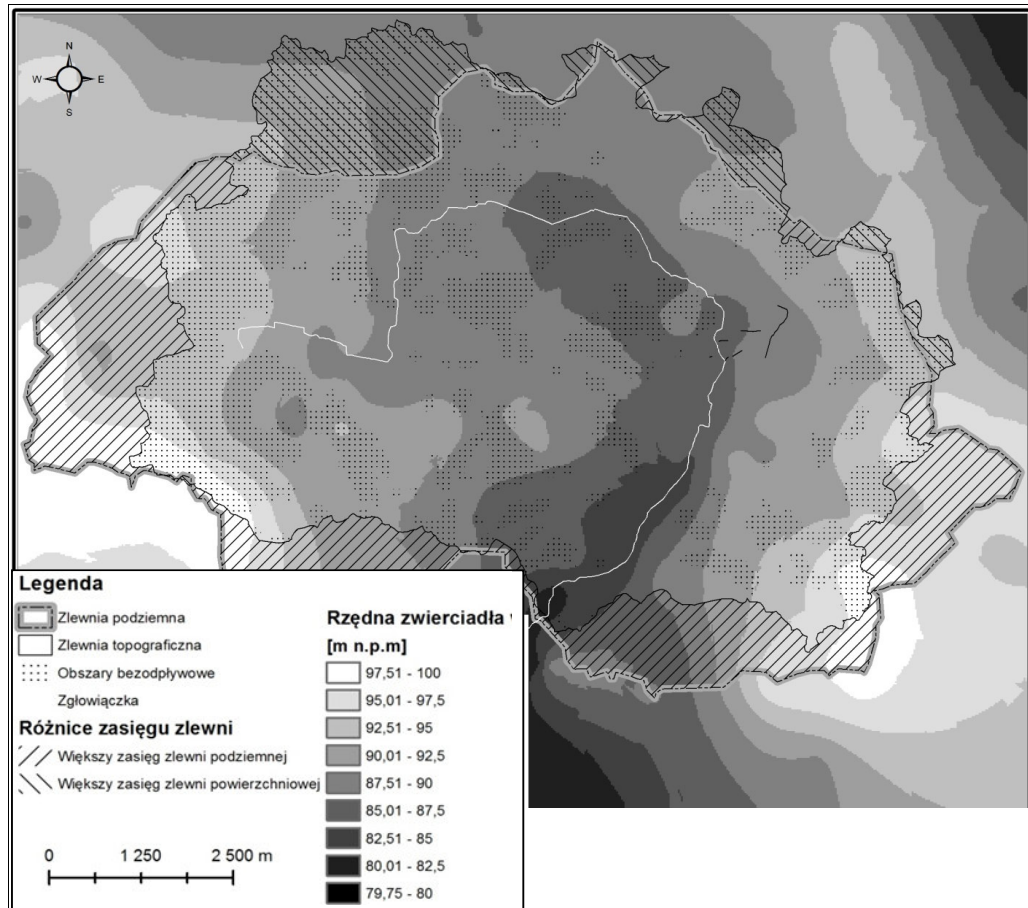 N
W E
S
Legenda
Zlewnia podziemna
Zlewnia topograficzna
Obszary bezodpływowe
Zgłowiączka
Różnice zasięgu zlewni
Większy zasięg zlewni podziemnej
Większy zasięg zlewni powierzchniowej
0 1 250 2 500 m
Rzędna zwierciadła
[m n.p.m]
97,51 - 100
95,01 - 97,5
92,51 - 95
90,01 - 92,5
87,51 - 90
85,01 - 87,5
82,51 - 85
80,01 - 82,5
79,75 - 80